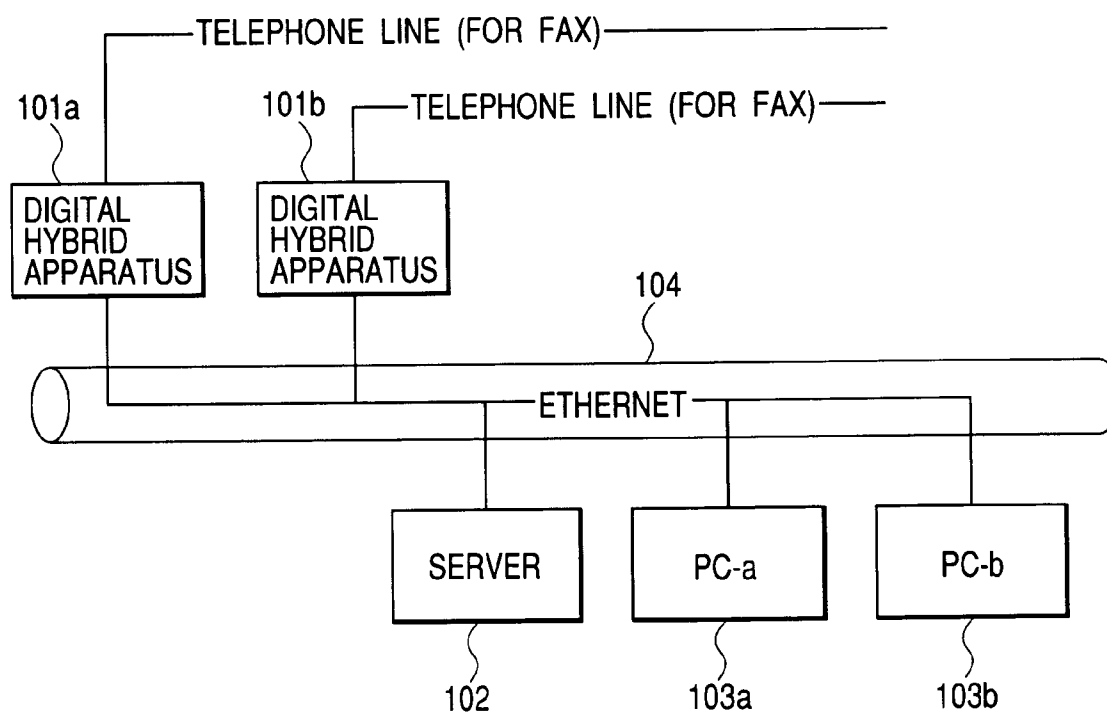 TELEPHONE LINE (FOR FAX)
101a
101b
TELEPHONE LINE (FOR FAX)
DIGITAL
HYBRID
APPARATUS
DIGITAL
HYBRID
APPARATUS
104
ETHERNET
SERVER
PC-a
PC-b
102
103a
103b